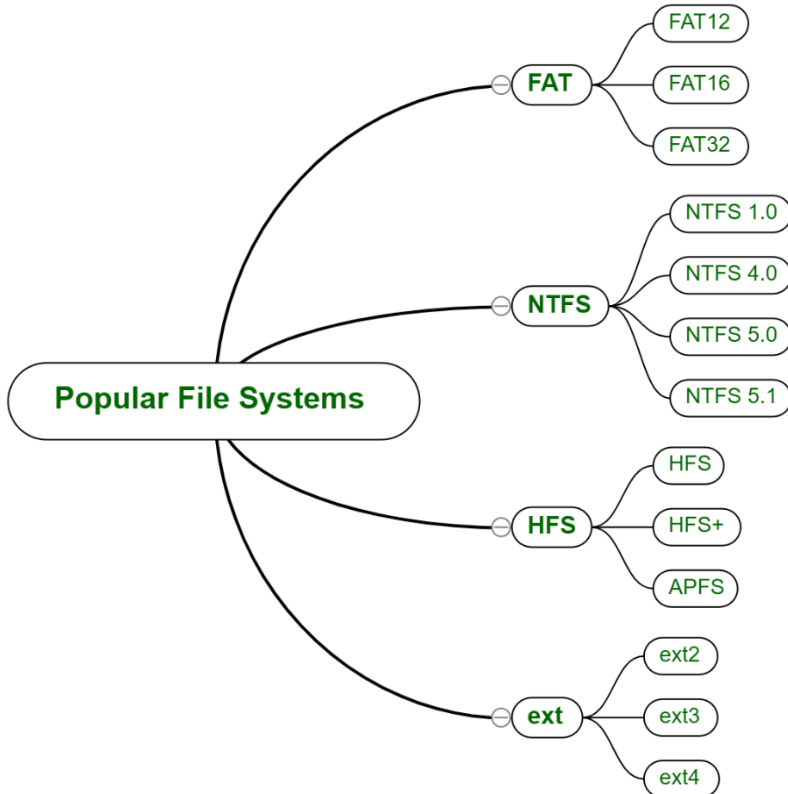 Popular File Systems
FAT
FAT12
FAT16
FAT32
NTFS
NTFS 1.0
NTFS 4.0
NTFS 5.0
NTFS 5.1
HFS
HFS
HFS+
APFS
ext
ext2
ext3
ext4